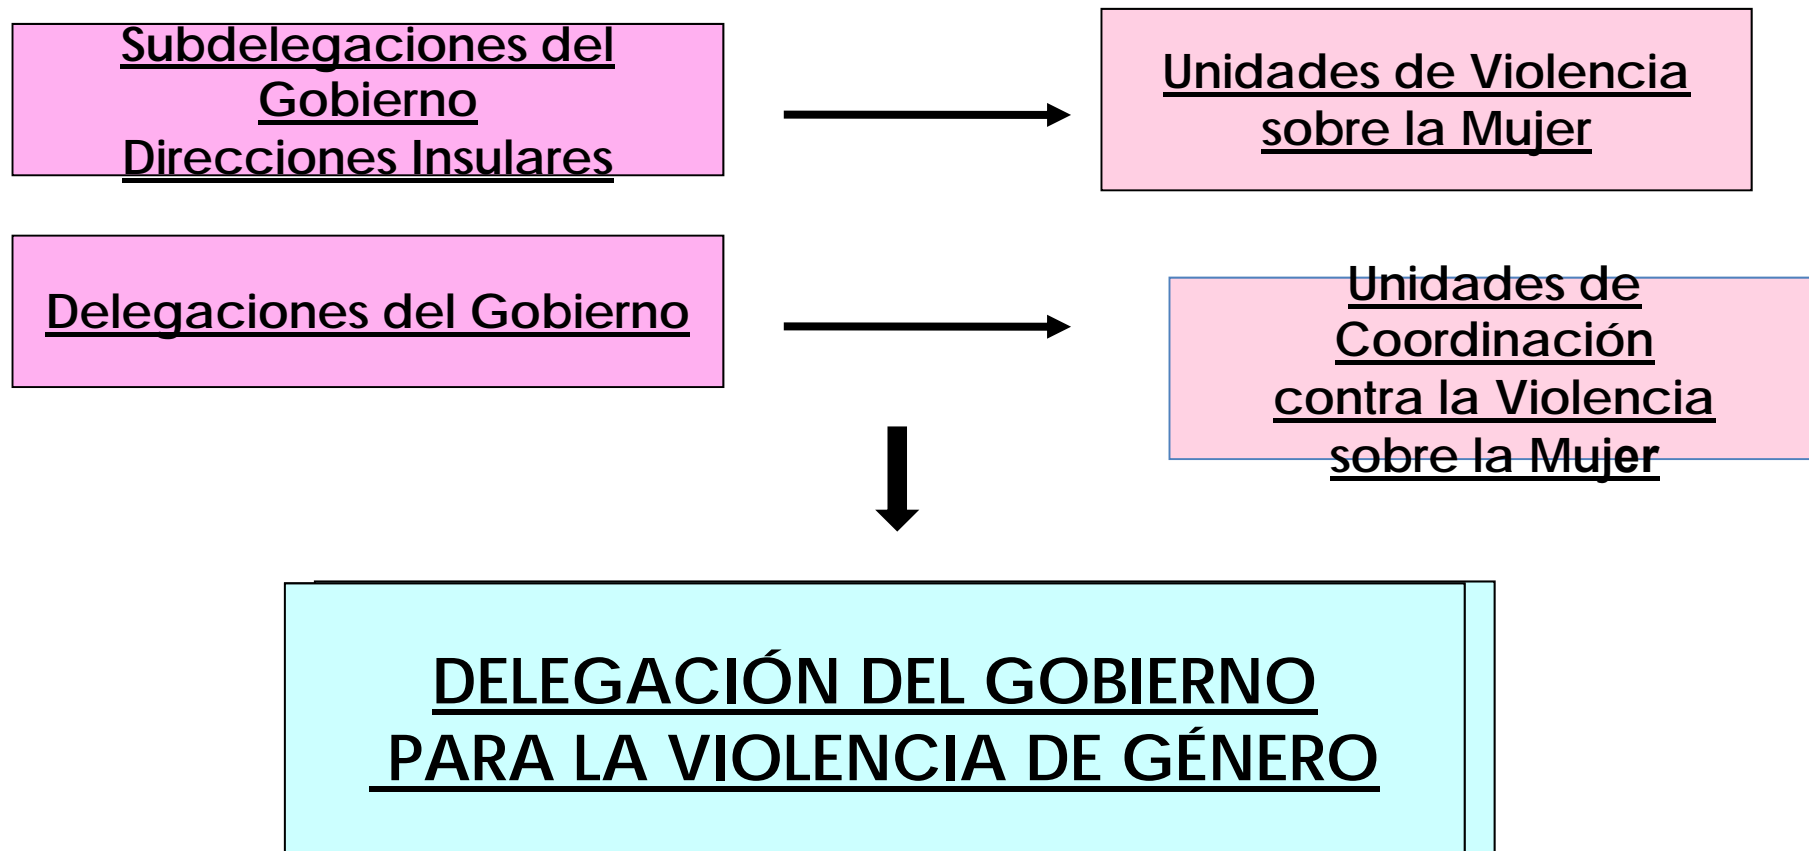 Subdelegaciones del
Gobierno
Direcciones Insulares
Unidades de Violencia
sobre la Mujer
Delegaciones del Gobierno
Unidades de
Coordinación
contra la Violencia
sobre la Mujer
DELEGACIÓN DEL GOBIERNO
PARA LA VIOLENCIA DE GÉNERO